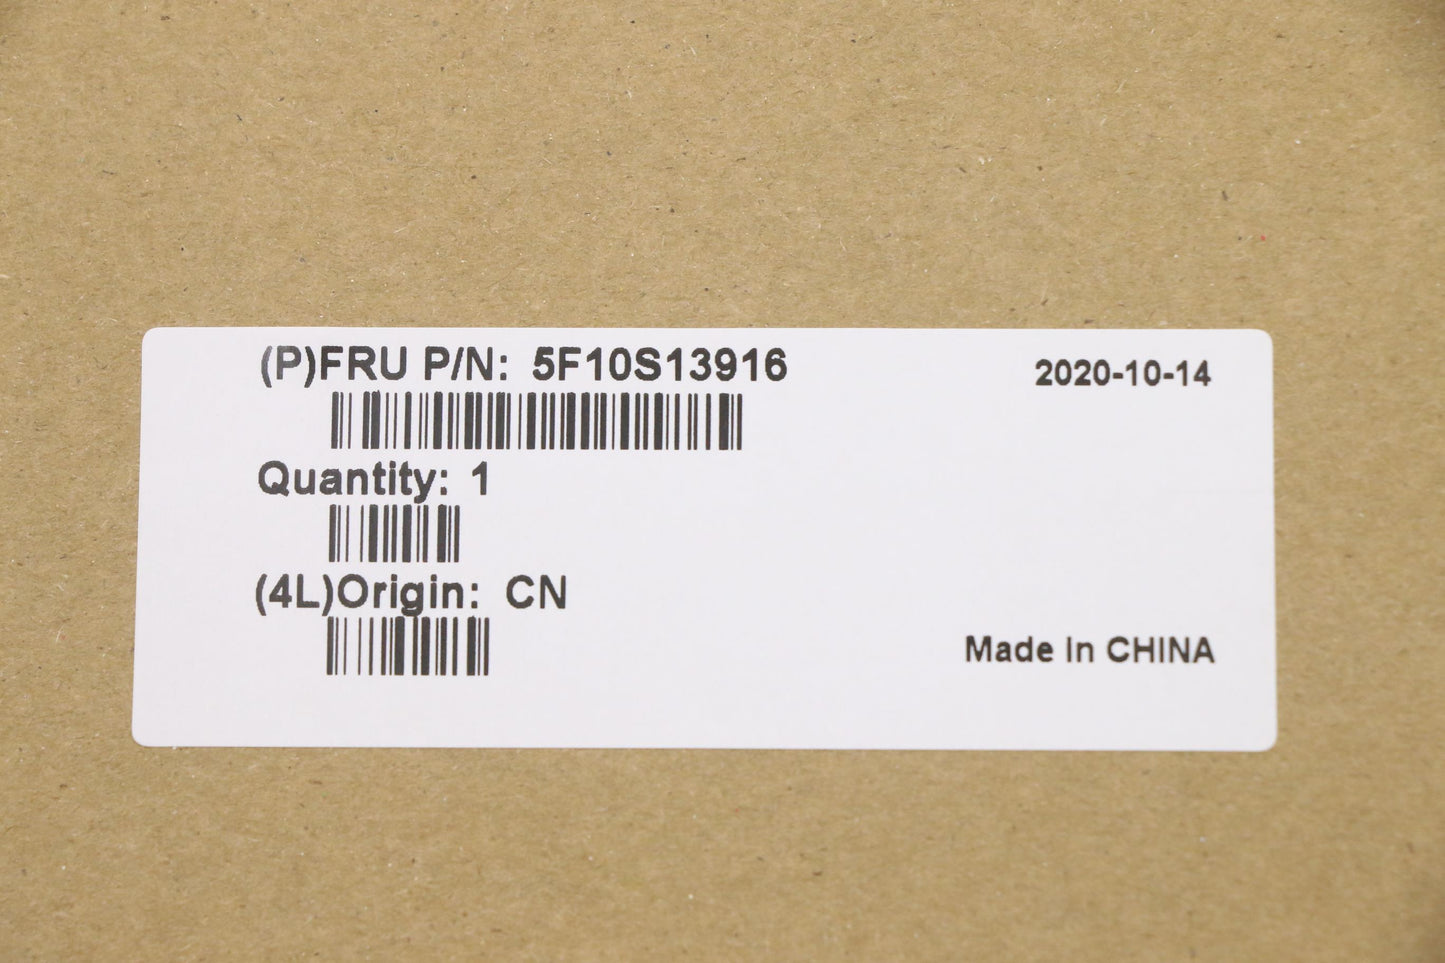 (P)FRU P/N: 5F10S13916
2020-10-14
Quantity: 1
(4L)Origin: CN
Made In CHINA